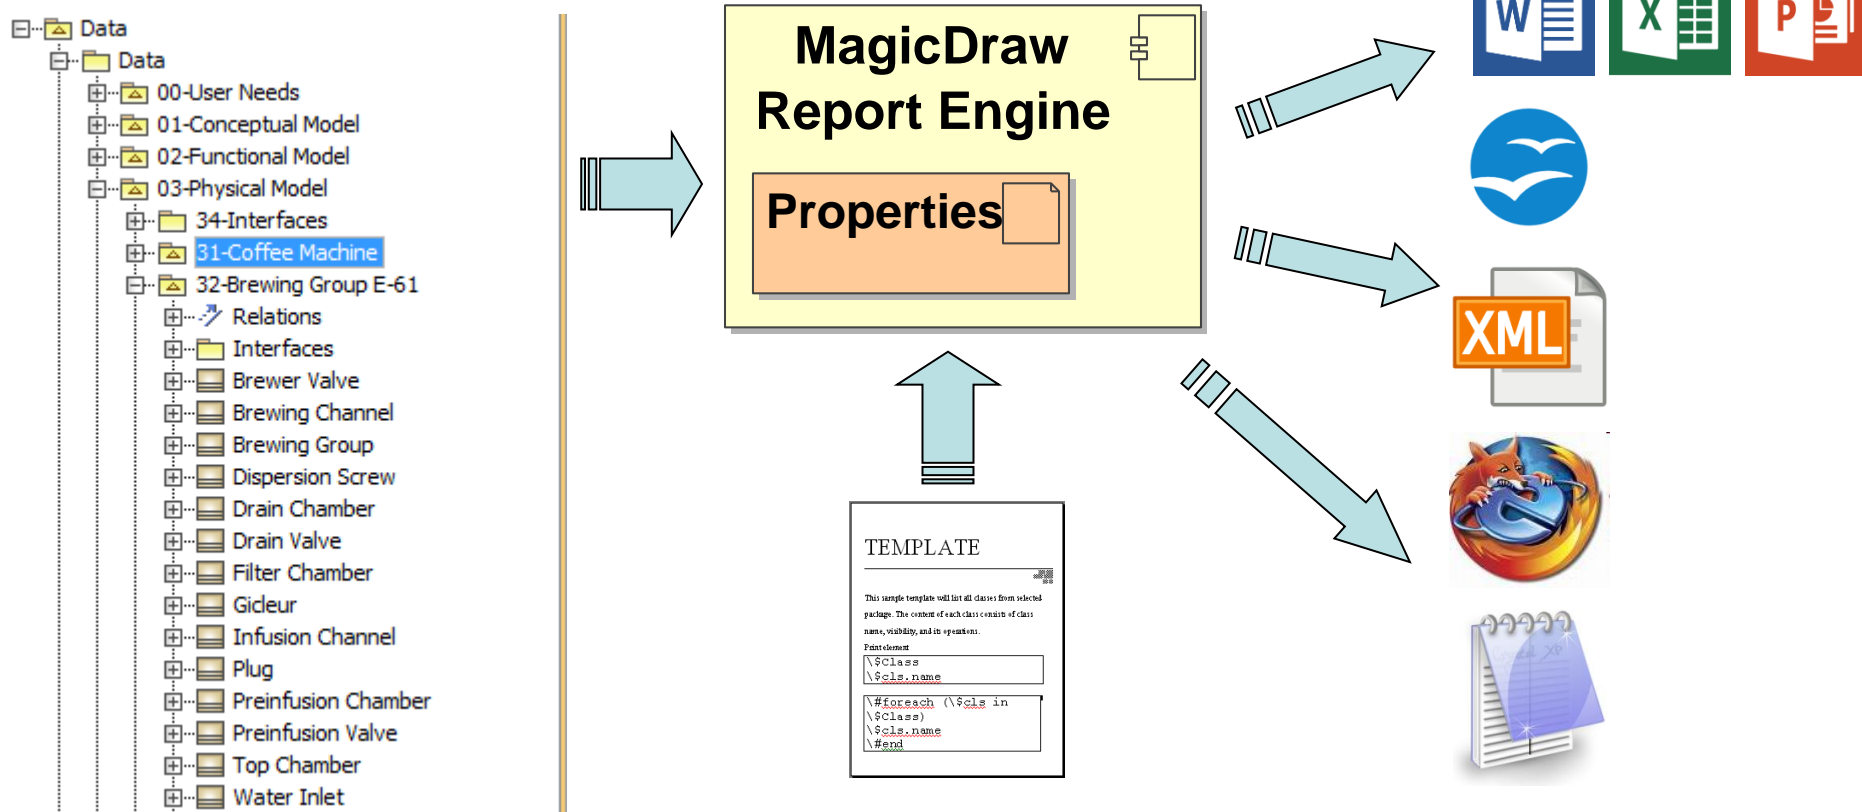 Data
Data
00-User Needs
01-Conceptual Model
02-Functional Model
03-Physical Model
34-Interfaces
31-Coffee Machine
32-Brewing Group E-61
Relations
Interfaces
Brewer Valve
Brewing Channel
Brewing Group
Dispersion Screw
Drain Chamber
Drain Valve
Filter Chamber
Gicleur
Infusion Channel
Plug
Preinfusion Chamber
Preinfusion Valve
Top Chamber
Water Inlet
MagicDraw
Report Engine
Properties
TEMPLATE
This sample template will list all classes from selected
package. The content of each class consists of class
name, visibility, and its operations.
Print element
\$Class
\$cls.name
\#foreach (\$cls in
\$Class)
\$cls.name
\#end
W
X
P
XML
e